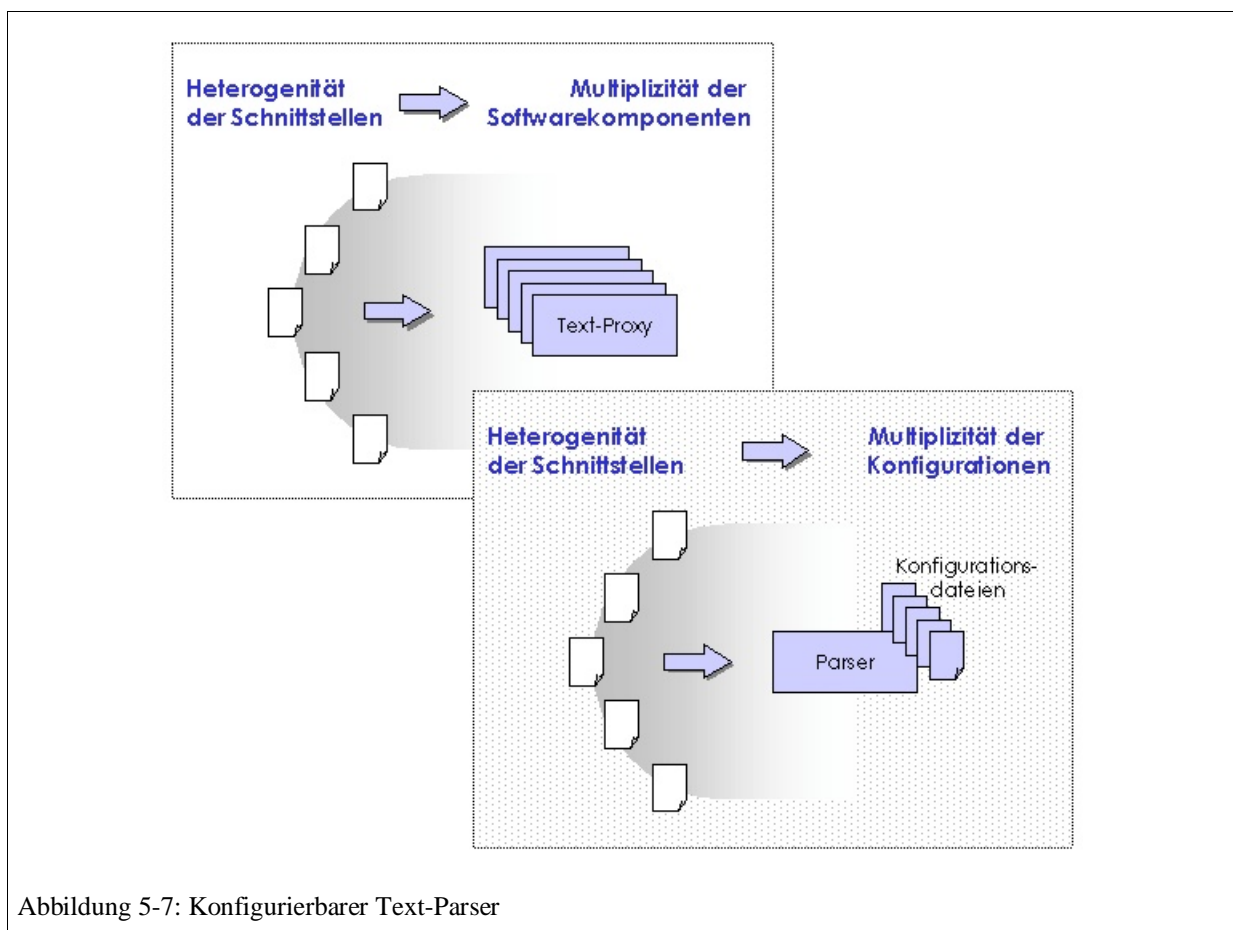 Heterogenität
der Schnittstellen
Multiplizität der
Softwarekomponenten
Text-Proxy
Heterogenität
der Schnittstellen
Multiplizität der
Konfigurationen
Konfigurations-
dateien
Parser
Abbildung 5-7: Konfigurierbarer Text-Parser